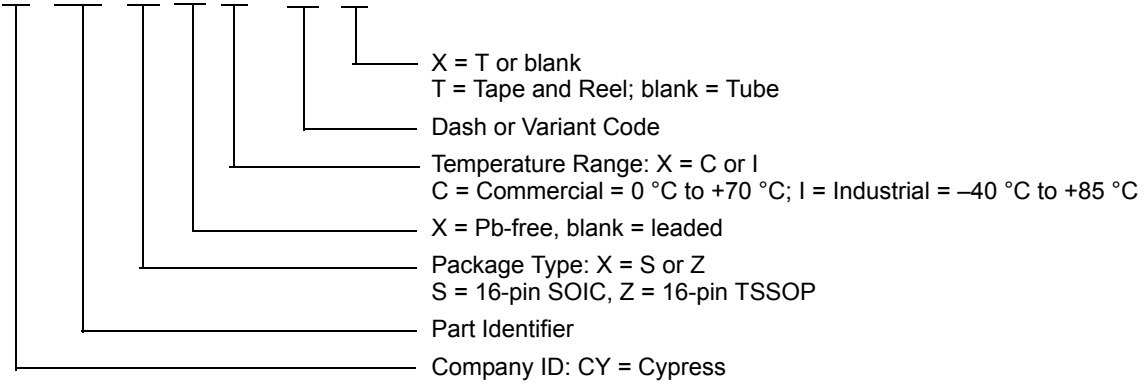 X = T or blank
T = Tape and Reel; blank = Tube
Dash or Variant Code
Temperature Range: X = C or I
C = Commercial = 0 °C to +70 °C; I = Industrial = –40 °C to +85 °C
X = Pb-free, blank = leaded
Package Type: X = S or Z
S = 16-pin SOIC, Z = 16-pin TSSOP
Part Identifier
Company ID: CY = Cypress